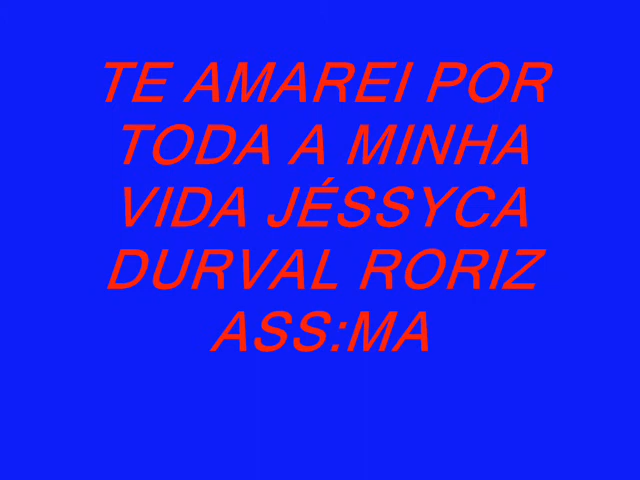 TE AMAREI POR
TODA A MINHA
VIDA JÉSSYCA
DURVAL RORIZ
ASS:MA